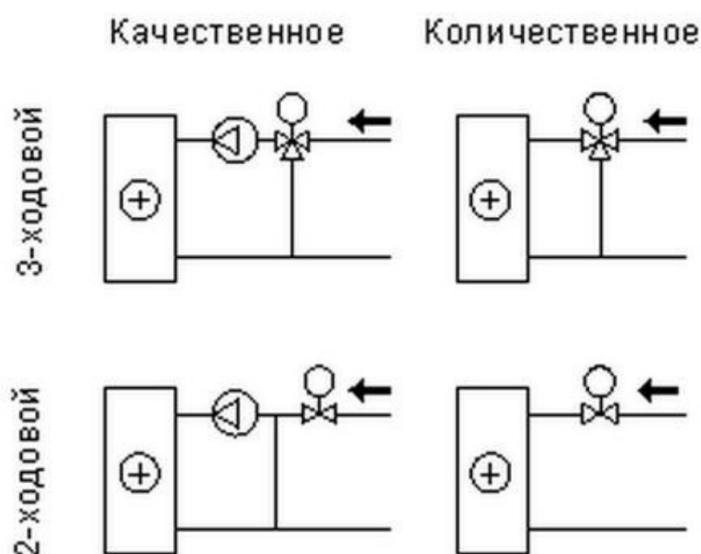 Качественное Количественное
3-ходовой
2-ходовой